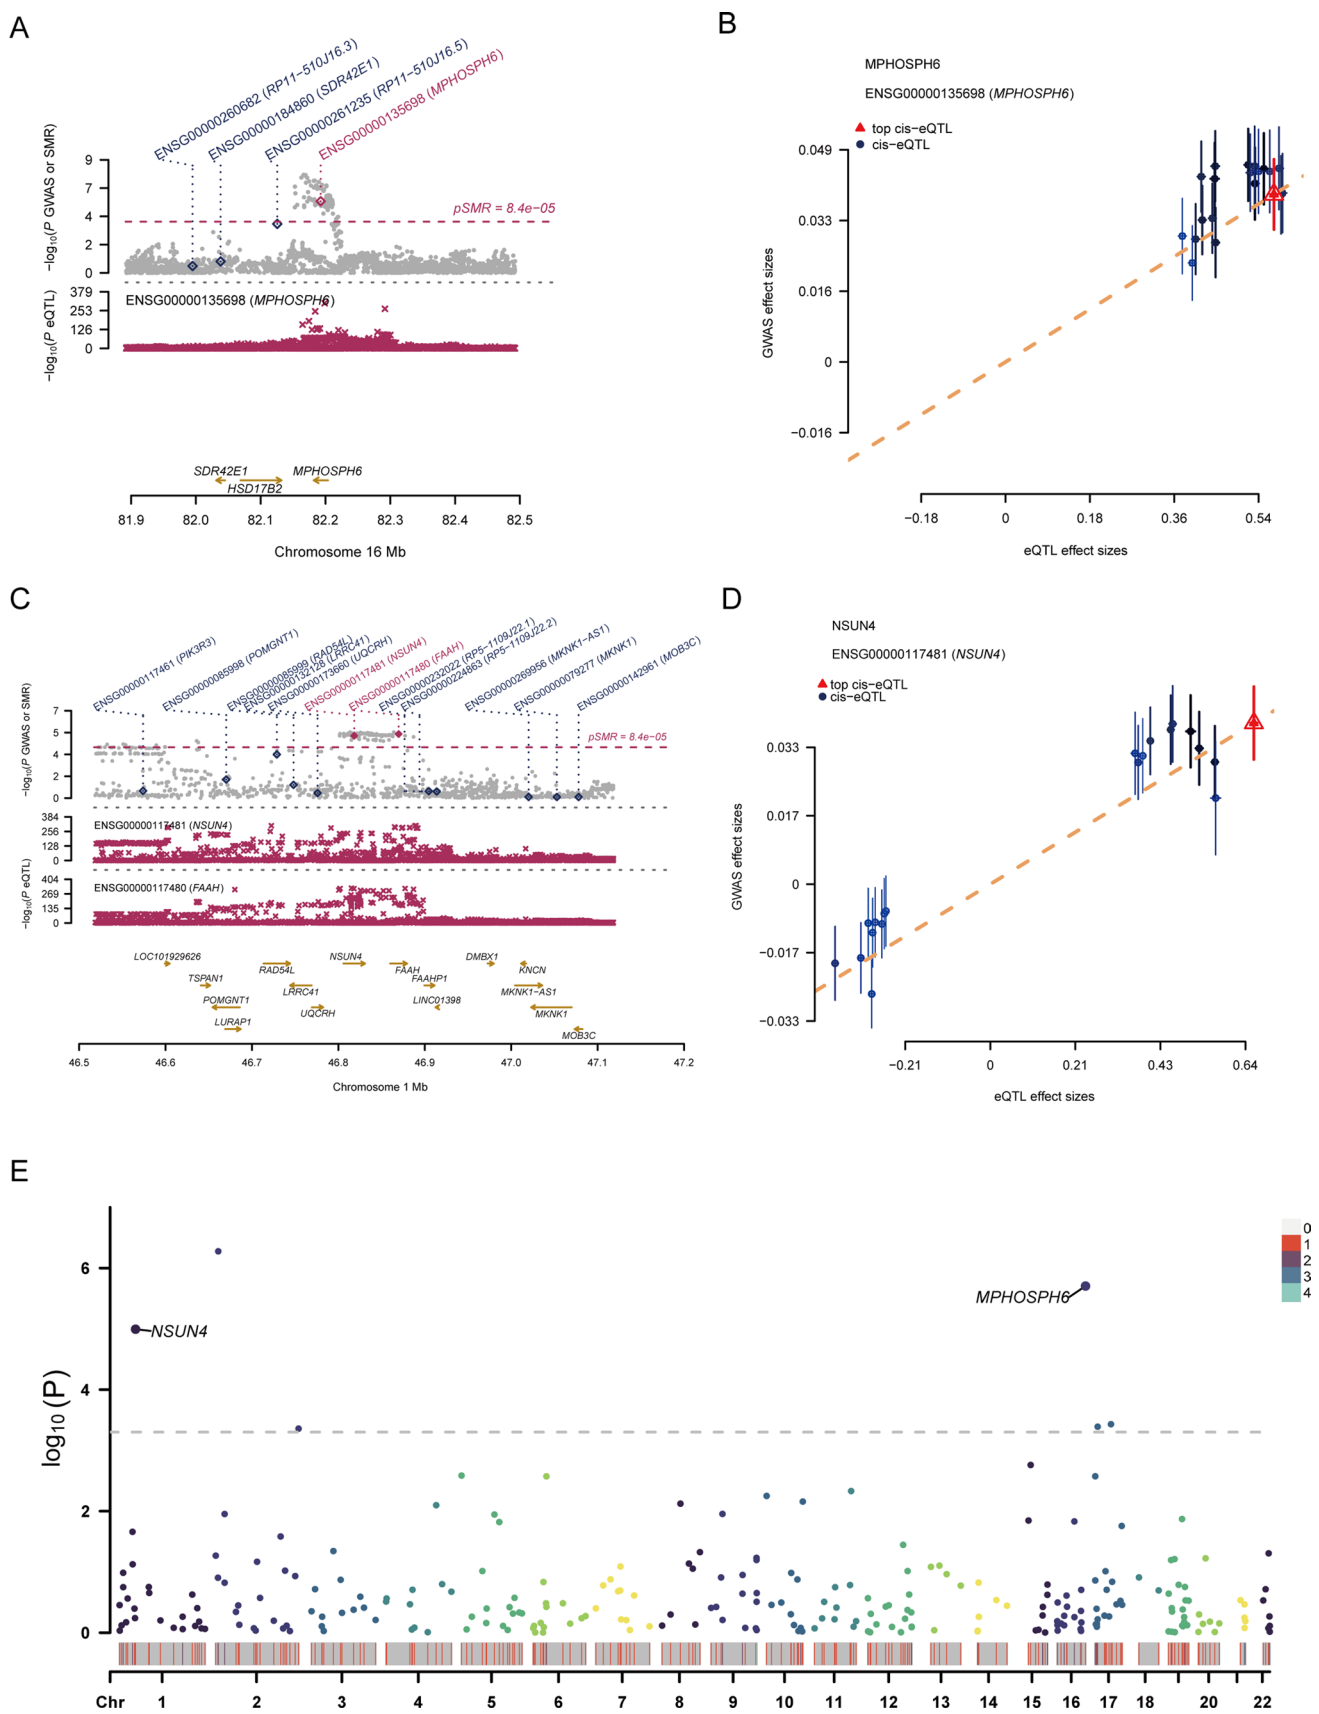 A
ENSG00000260682 (RP11−510J16.3)
ENSG00000184860 (SDR42E1)
ENSG00000261235 (RP11−510J16.5)
ENSG00000135698 (MPHOSPH6)
−log10(P GWAS or SMR)
9
7
4
2
0
pSMR = 8.4e−05
−log10(P eQTL)
379
253
126
0
ENSG00000135698 (MPHOSPH6)
SDR42E1
MPHOSPH6
HSD17B2
81.9 82.0 82.1 82.2 82.3 82.4 82.5
Chromosome 16 Mb
B
MPHOSPH6
ENSG00000135698 (MPHOSPH6)
top cis−eQTL
cis−eQTL
GWAS effect sizes
0.049
0.033
0.016
0
−0.016
−0.18 0 0.18 0.36 0.54
eQTL effect sizes
C
ENSG00000117461 (PIK3R3)
ENSG00000085998 (POMGNT1)
ENSG00000085999 (RAD54L)
ENSG00000132128 (LRRC41)
ENSG00000173660 (UQCRH)
ENSG00000117481 (NSUN4)
ENSG00000117480 (FAAH)
ENSG00000232022 (RP5−1109J22.1)
ENSG00000224863 (RP5−1109J22.2)
ENSG00000269956 (MKNK1−AS1)
ENSG00000079277 (MKNK1)
ENSG00000142961 (MOB3C)
−log10(P GWAS or SMR)
7
5
4
2
0
pSMR = 8.4e−05
−log10(P eQTL)
384
256
128
0
ENSG00000117481 (NSUN4)
404
269
135
0
ENSG00000117480 (FAAH)
LOC101929626
NSUN4
DMBX1
TSPAN1
RAD54L
FAAH
KNCN
FAAHP1
POMGNT1
LRRC41
LINC01398
MKNK1−AS1
LURAP1
UQCRH
MKNK1
MOB3C
46.5 46.6 46.7 46.8 46.9 47.0 47.1 47.2
Chromosome 1 Mb
D
NSUN4
ENSG00000117481 (NSUN4)
top cis−eQTL
cis−eQTL
GWAS effect sizes
0.033
0.017
0
−0.017
−0.033
−0.21 0 0.21 0.43 0.64
eQTL effect sizes
E
log10 (P)
6
4
2
0
NSUN4
MPHOSPH6
0
1
2
3
4
Chr 1 2 3 4 5 6 7 8 9 10 11 12 13 14 15 16 17 18 20 22